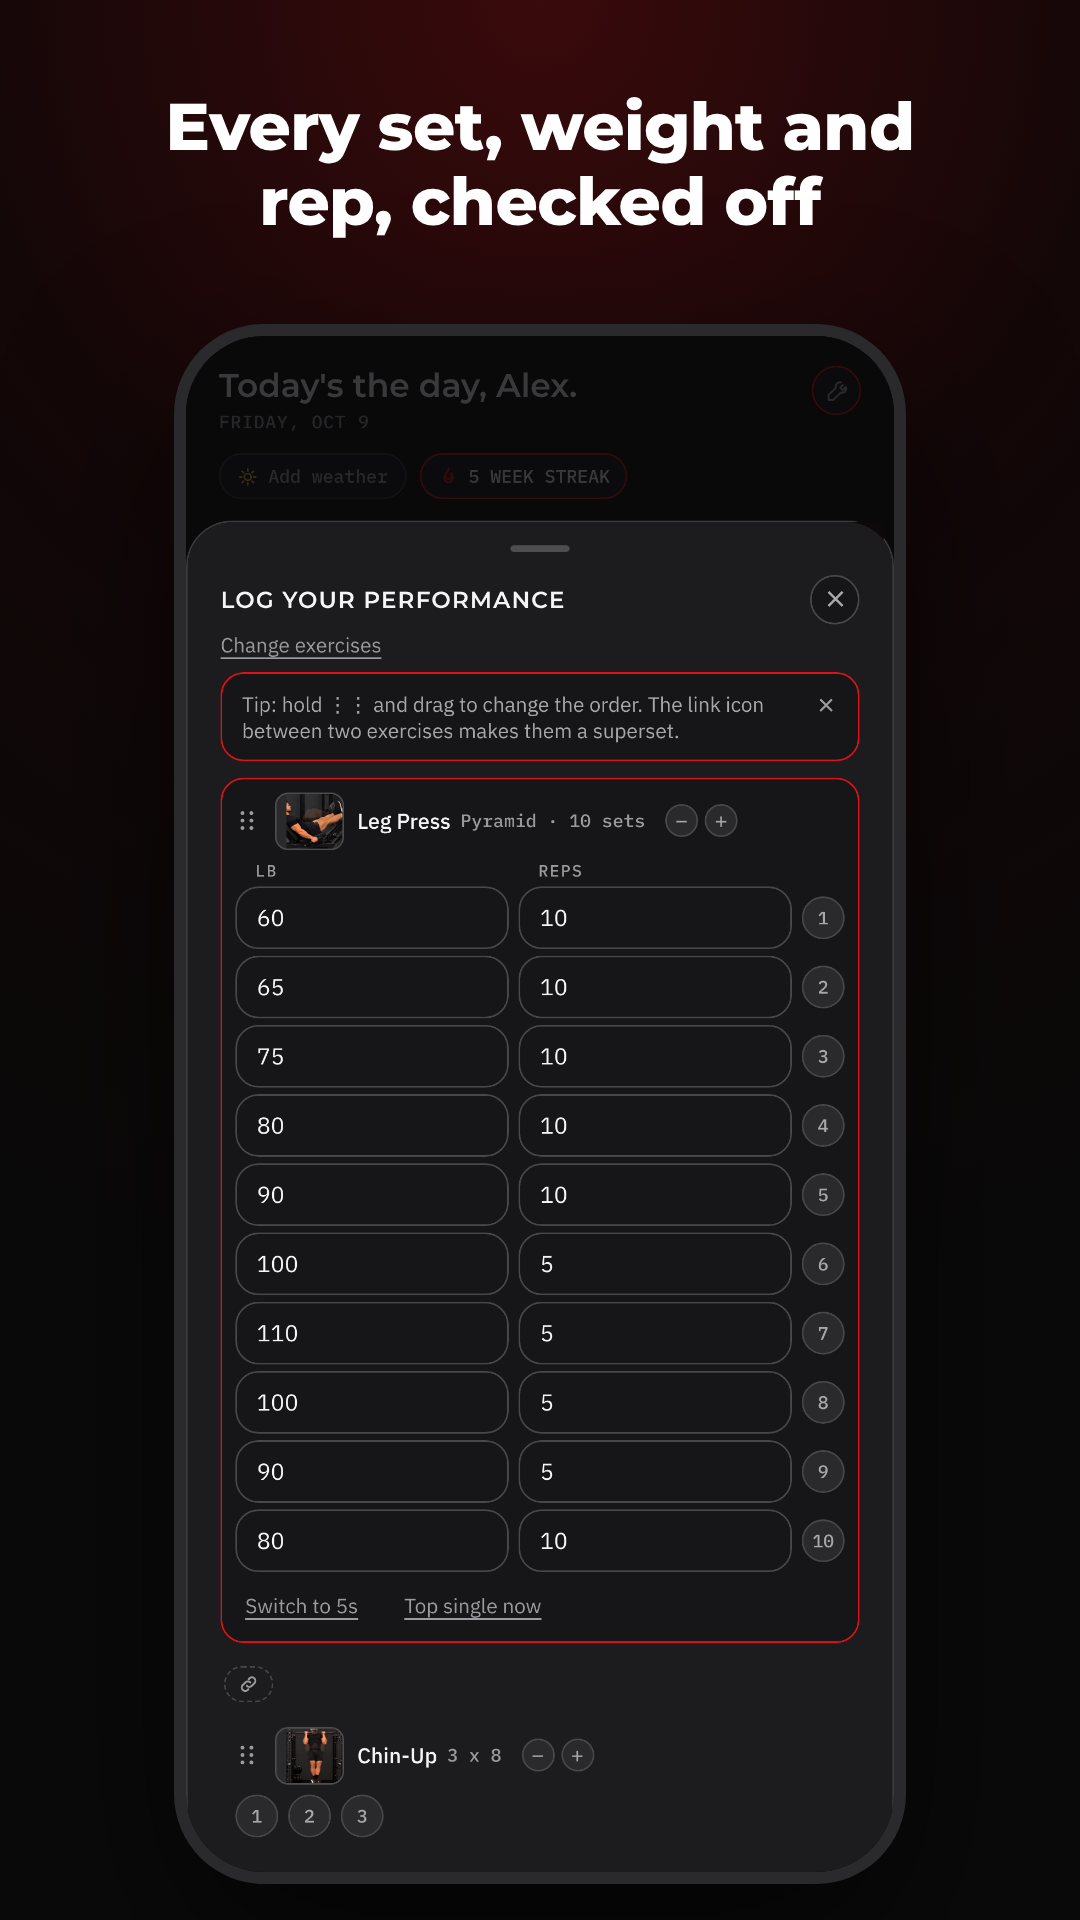 Every set, weight and
rep, checked off
Today's the day, Alex.
FRIDAY, OCT 9
Add weather
5 WEEK STREAK
LOG YOUR PERFORMANCE
Change exercises
Tip: hold ⋮⋮ and drag to change the order. The link icon
between two exercises makes them a superset.
Leg Press Pyramid · 10 sets − +
LB REPS
60 10 1
65 10 2
75 10 3
80 10 4
90 10 5
100 5 6
110 5 7
100 5 8
90 5 9
80 10 10
Switch to 5s Top single now
Chin-Up 3 x 8 − +
1 2 3